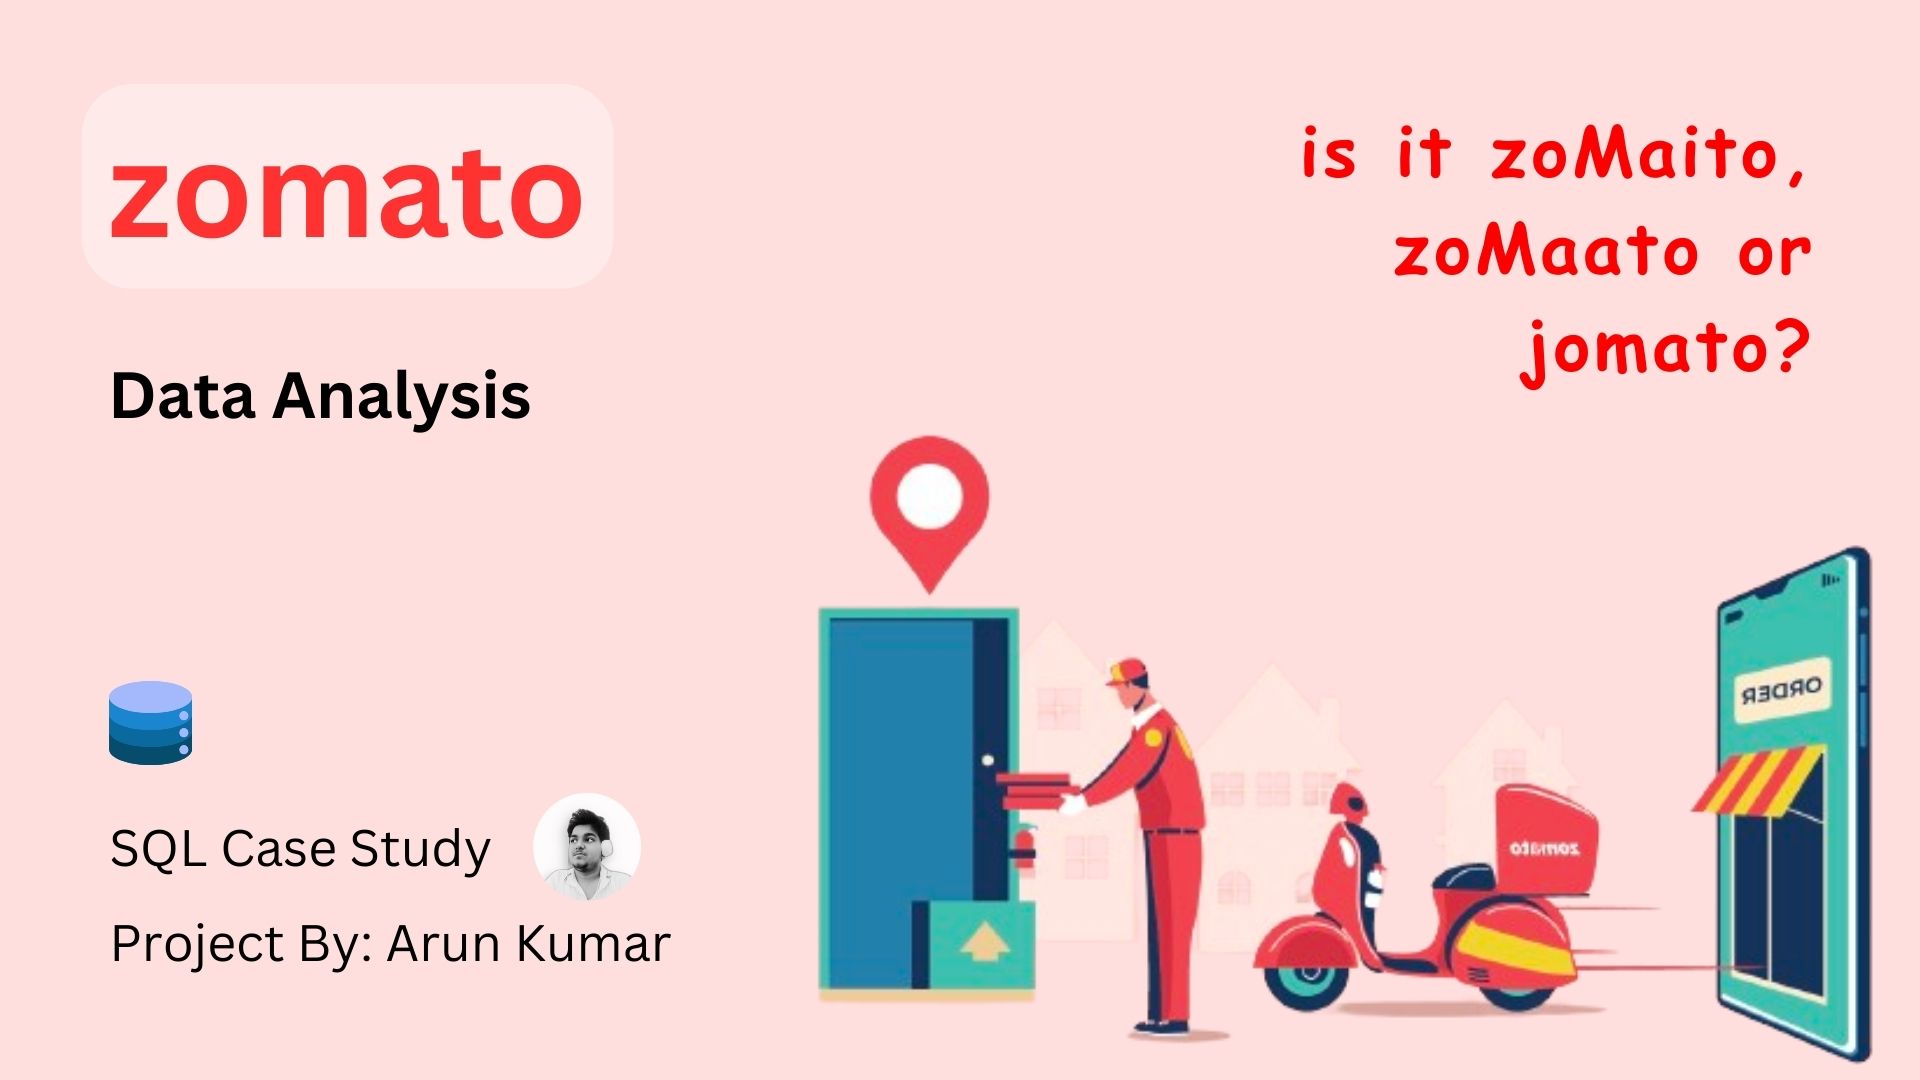 zomato
Data Analysis
is it zoMaito,
zoMaato or
jomato?
SQL Case Study
Project By: Arun Kumar
ORDER
zomato